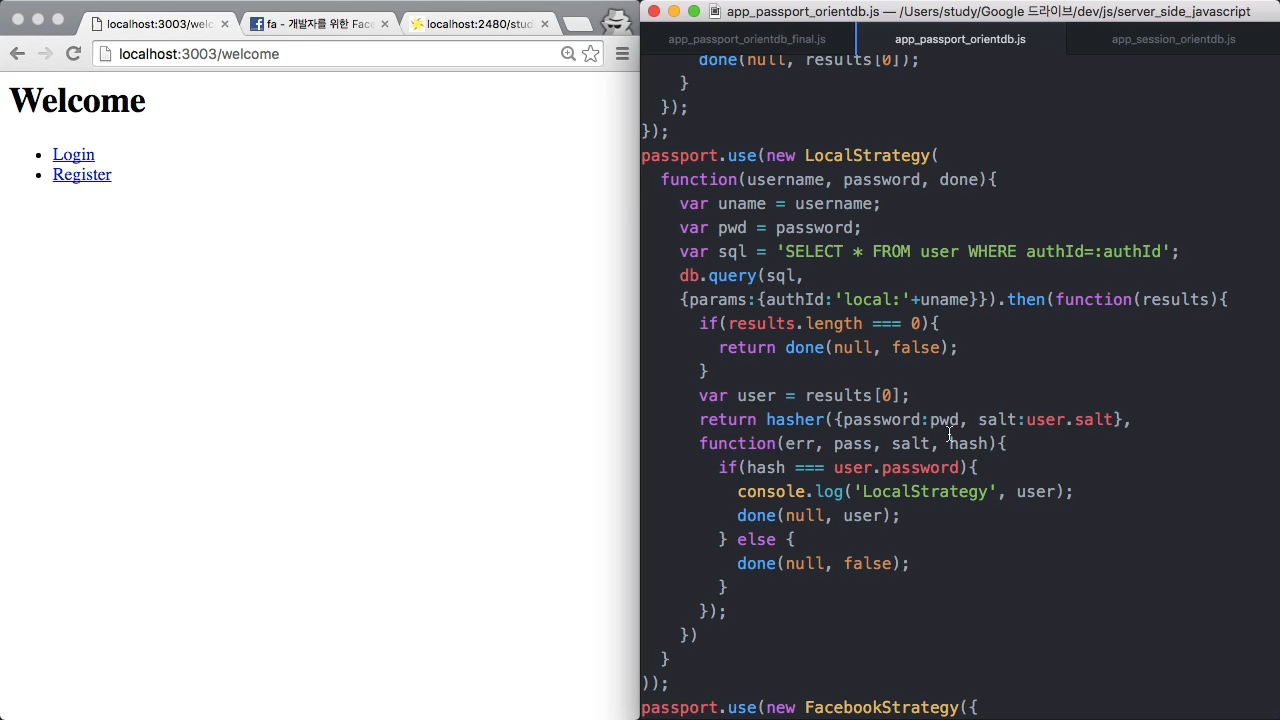 localhost:3003/welc
fa - 개발자를 위한 Face
localhost:2480/stud
localhost:3003/welcome
Welcome
Login
Register
app_passport_orientdb.js — /Users/study/Google 드라이브/dev/js/server_side_javascript
app_passport_orientdb_final.js
app_passport_orientdb.js
app_session_orientdb.js
done(null, results[0]);
}
});
});
passport.use(new LocalStrategy(
function(username, password, done){
var uname = username;
var pwd = password;
var sql = 'SELECT * FROM user WHERE authId=:authId';
db.query(sql,
{params:{authId:'local:'+uname}}).then(function(results){
if(results.length === 0){
return done(null, false);
}
var user = results[0];
return hasher({password:pwd, salt:user.salt},
function(err, pass, salt, hash){
if(hash === user.password){
console.log('LocalStrategy', user);
done(null, user);
} else {
done(null, false);
}
});
})
}
));
passport.use(new FacebookStrategy({